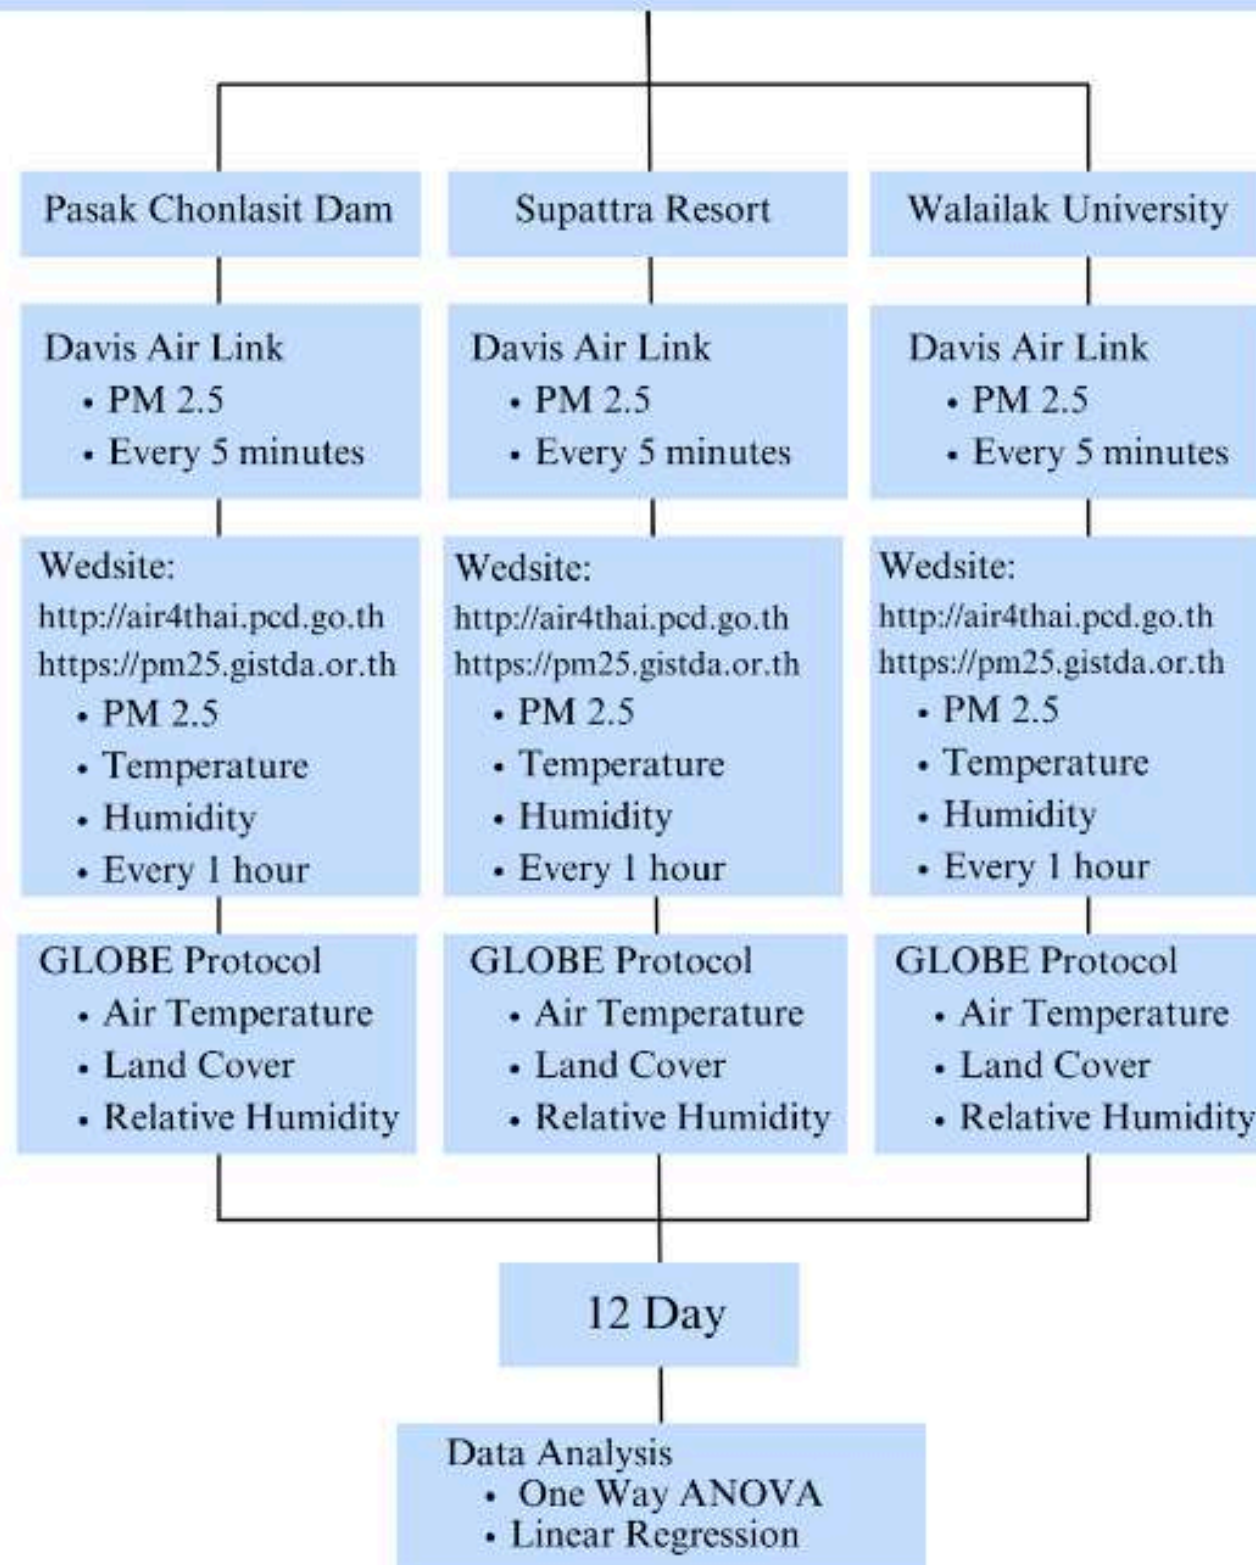 Pasak Chonlasit Dam
Supattra Resort
Walailak University
Davis Air Link
• PM 2.5
• Every 5 minutes
Davis Air Link
• PM 2.5
• Every 5 minutes
Davis Air Link
• PM 2.5
• Every 5 minutes
Wedsite:
http://air4thai.pcd.go.th
https://pm25.gistda.or.th
• PM 2.5
• Temperature
• Humidity
• Every 1 hour
Wedsite:
http://air4thai.pcd.go.th
https://pm25.gistda.or.th
• PM 2.5
• Temperature
• Humidity
• Every 1 hour
Wedsite:
http://air4thai.pcd.go.th
https://pm25.gistda.or.th
• PM 2.5
• Temperature
• Humidity
• Every 1 hour
GLOBE Protocol
• Air Temperature
• Land Cover
• Relative Humidity
GLOBE Protocol
• Air Temperature
• Land Cover
• Relative Humidity
GLOBE Protocol
• Air Temperature
• Land Cover
• Relative Humidity
12 Day
Data Analysis
• One Way ANOVA
• Linear Regression